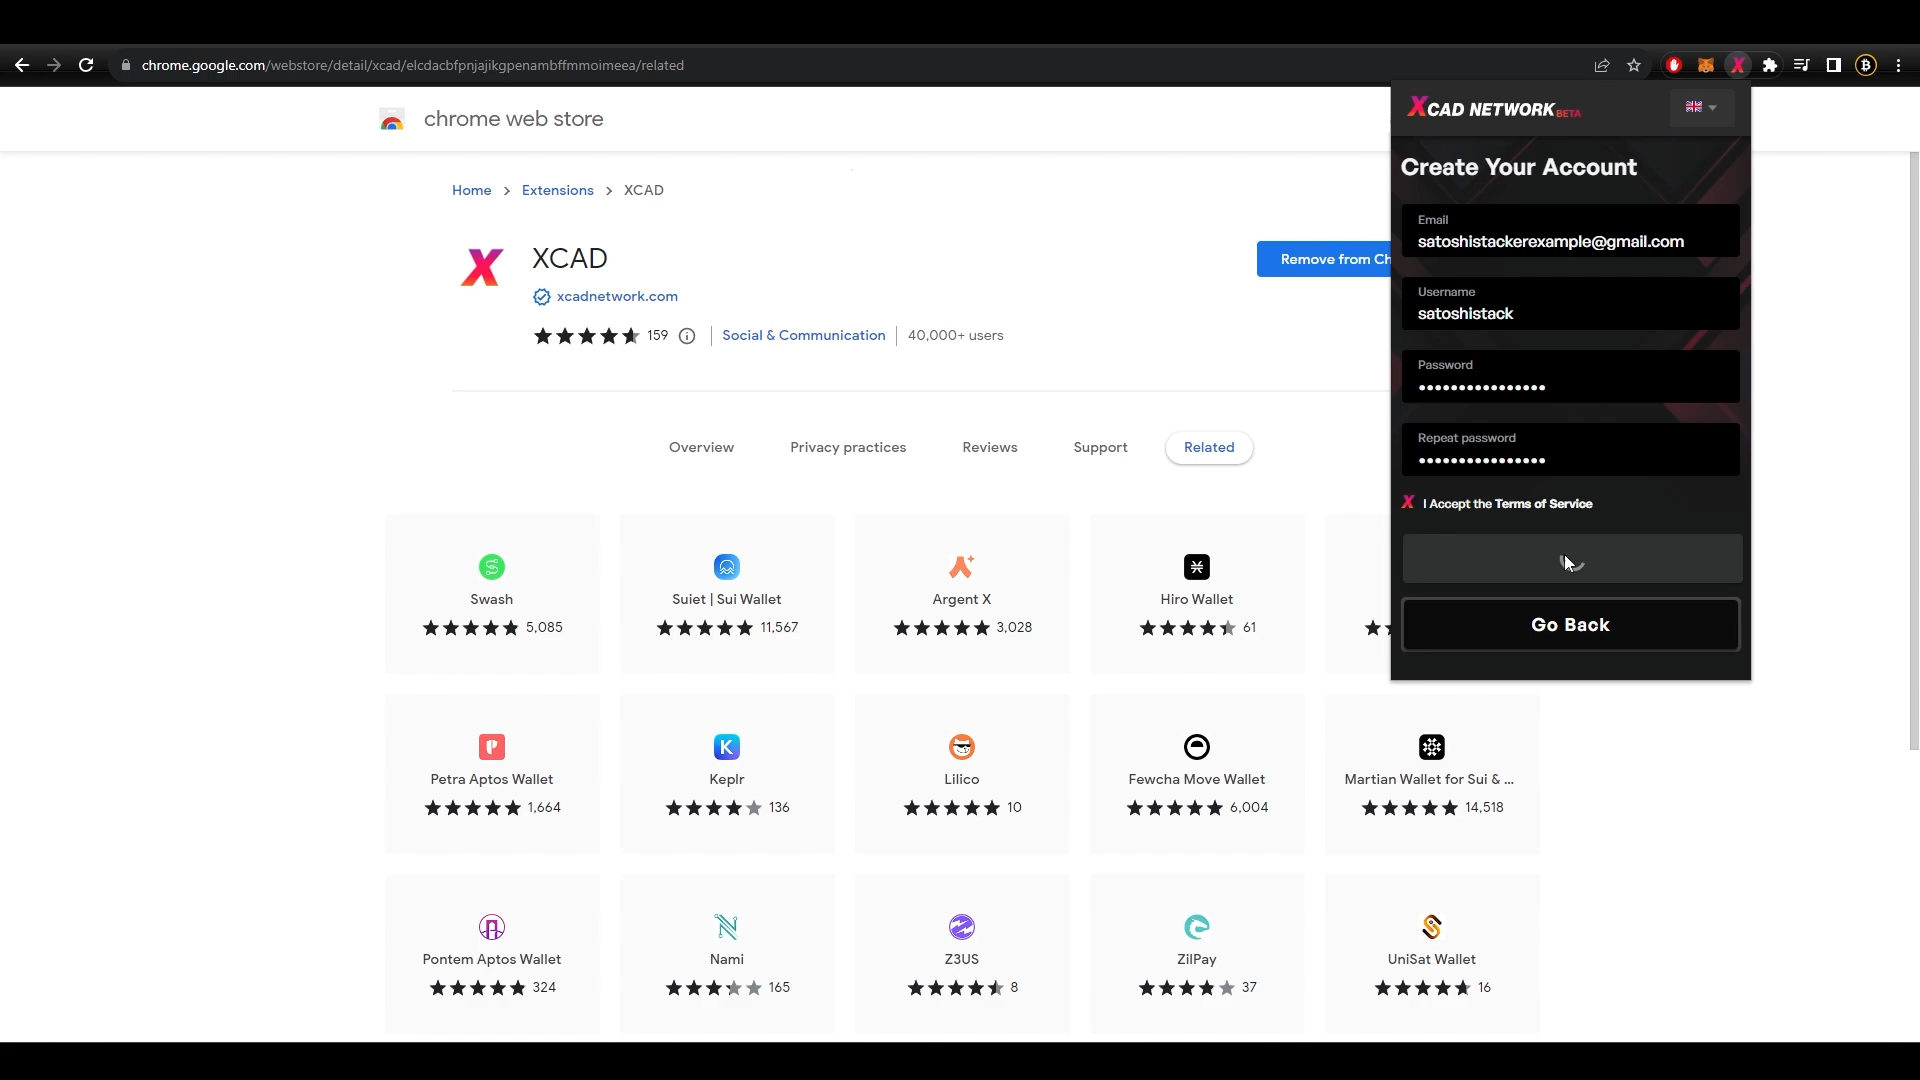 chrome.google.com/webstore/detail/xcad/elcdacbfpnjajikgpenambffmmoimeea/related
chrome web store
Home > Extensions > XCAD
XCAD
xcadnetwork.com
159 | Social & Communication | 40,000+ users
Remove from Ch
Overview Privacy practices Reviews Support Related
Swash
5,085
Suiet | Sui Wallet
11,567
Argent X
3,028
Hiro Wallet
61
Petra Aptos Wallet
1,664
Keplr
136
Lilico
10
Fewcha Move Wallet
6,004
Martian Wallet for Sui & ...
14,518
Pontem Aptos Wallet
324
Nami
165
Z3US
8
ZilPay
37
UniSat Wallet
16
XCAD NETWORK BETA
Create Your Account
Email
satoshistackerexample@gmail.com
Username
satoshistack
Password
••••••••••••••••
Repeat password
••••••••••••••••
I Accept the Terms of Service
Go Back